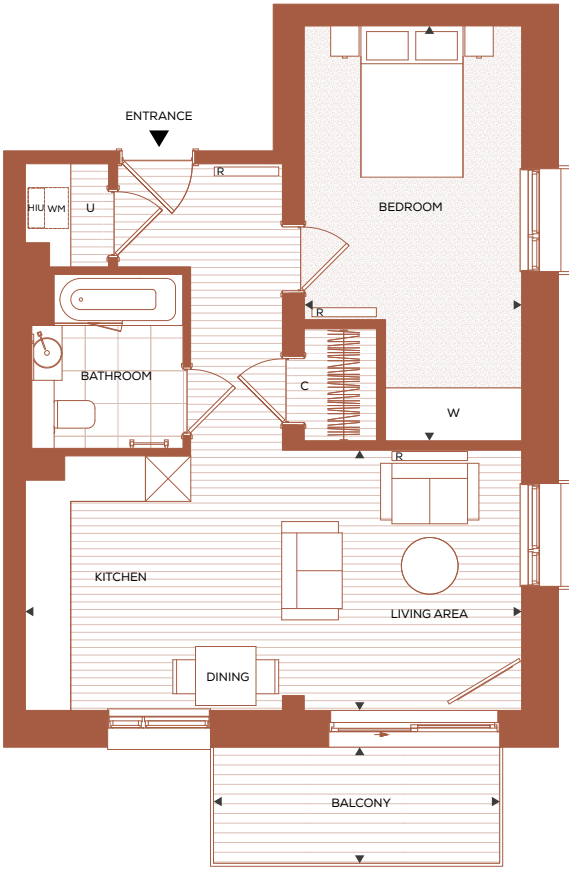 ENTRANCE
R
HIU
WM
U
BEDROOM
R
BATHROOM
C
W
R
KITCHEN
LIVING AREA
DINING
BALCONY